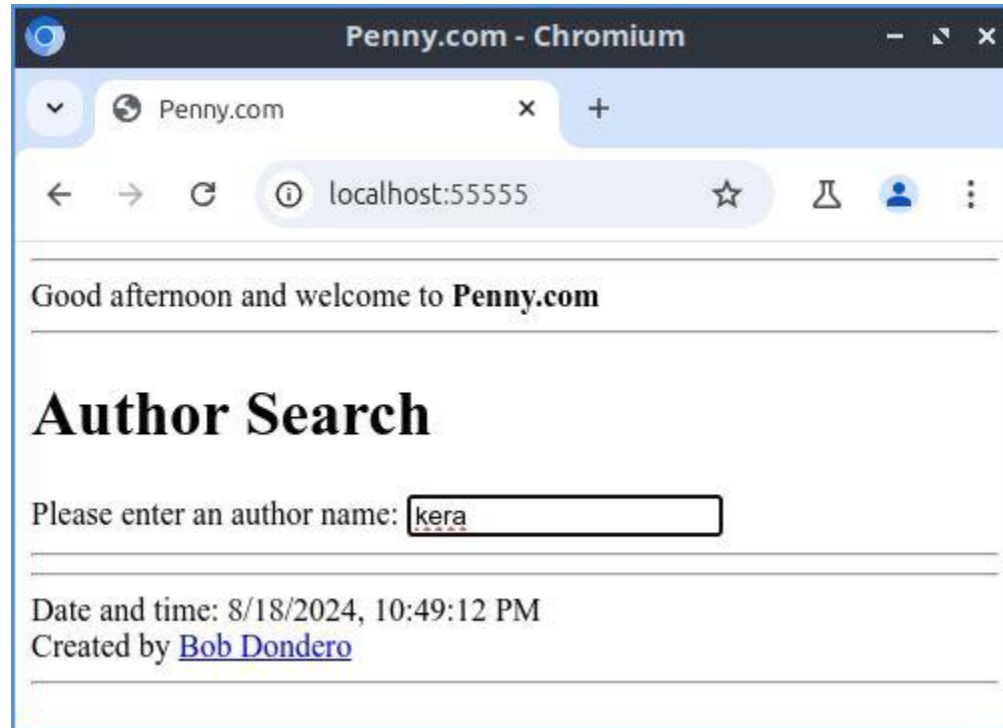 Penny.com - Chromium
Penny.com
localhost:55555
Good afternoon and welcome to Penny.com
Author Search
Please enter an author name: kera
Date and time: 8/18/2024, 10:49:12 PM
Created by Bob Dondero